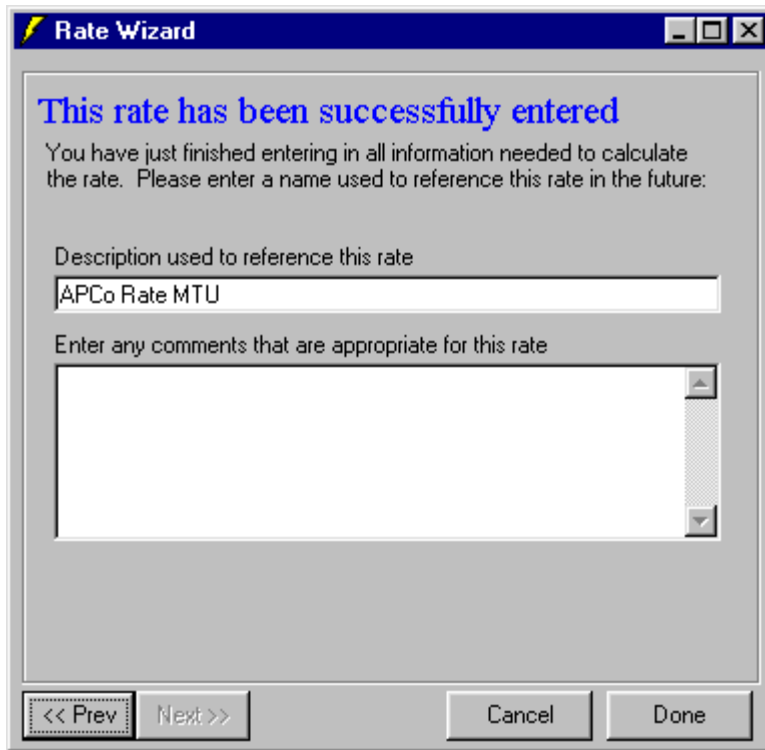 Rate Wizard
This rate has been successfully entered
You have just finished entering in all information needed to calculate
the rate.  Please enter a name used to reference this rate in the future:
Description used to reference this rate
APCo Rate MTU
Enter any comments that are appropriate for this rate
<< Prev
Next >>
Cancel
Done